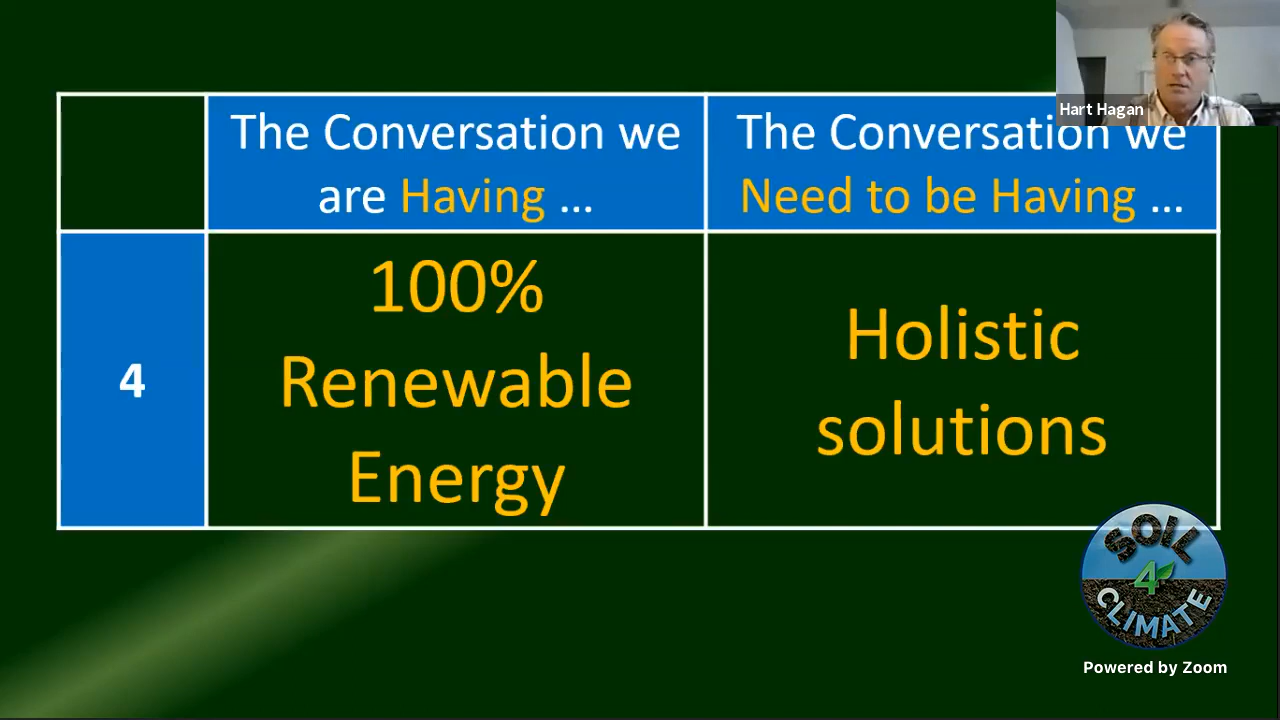 Hart Hagan
The Conversation we
are Having ...
The Conversation we
Need to be Having ...
4
100%
Renewable
Energy
Holistic
solutions
SOIL
4
CLIMATE
Powered by Zoom